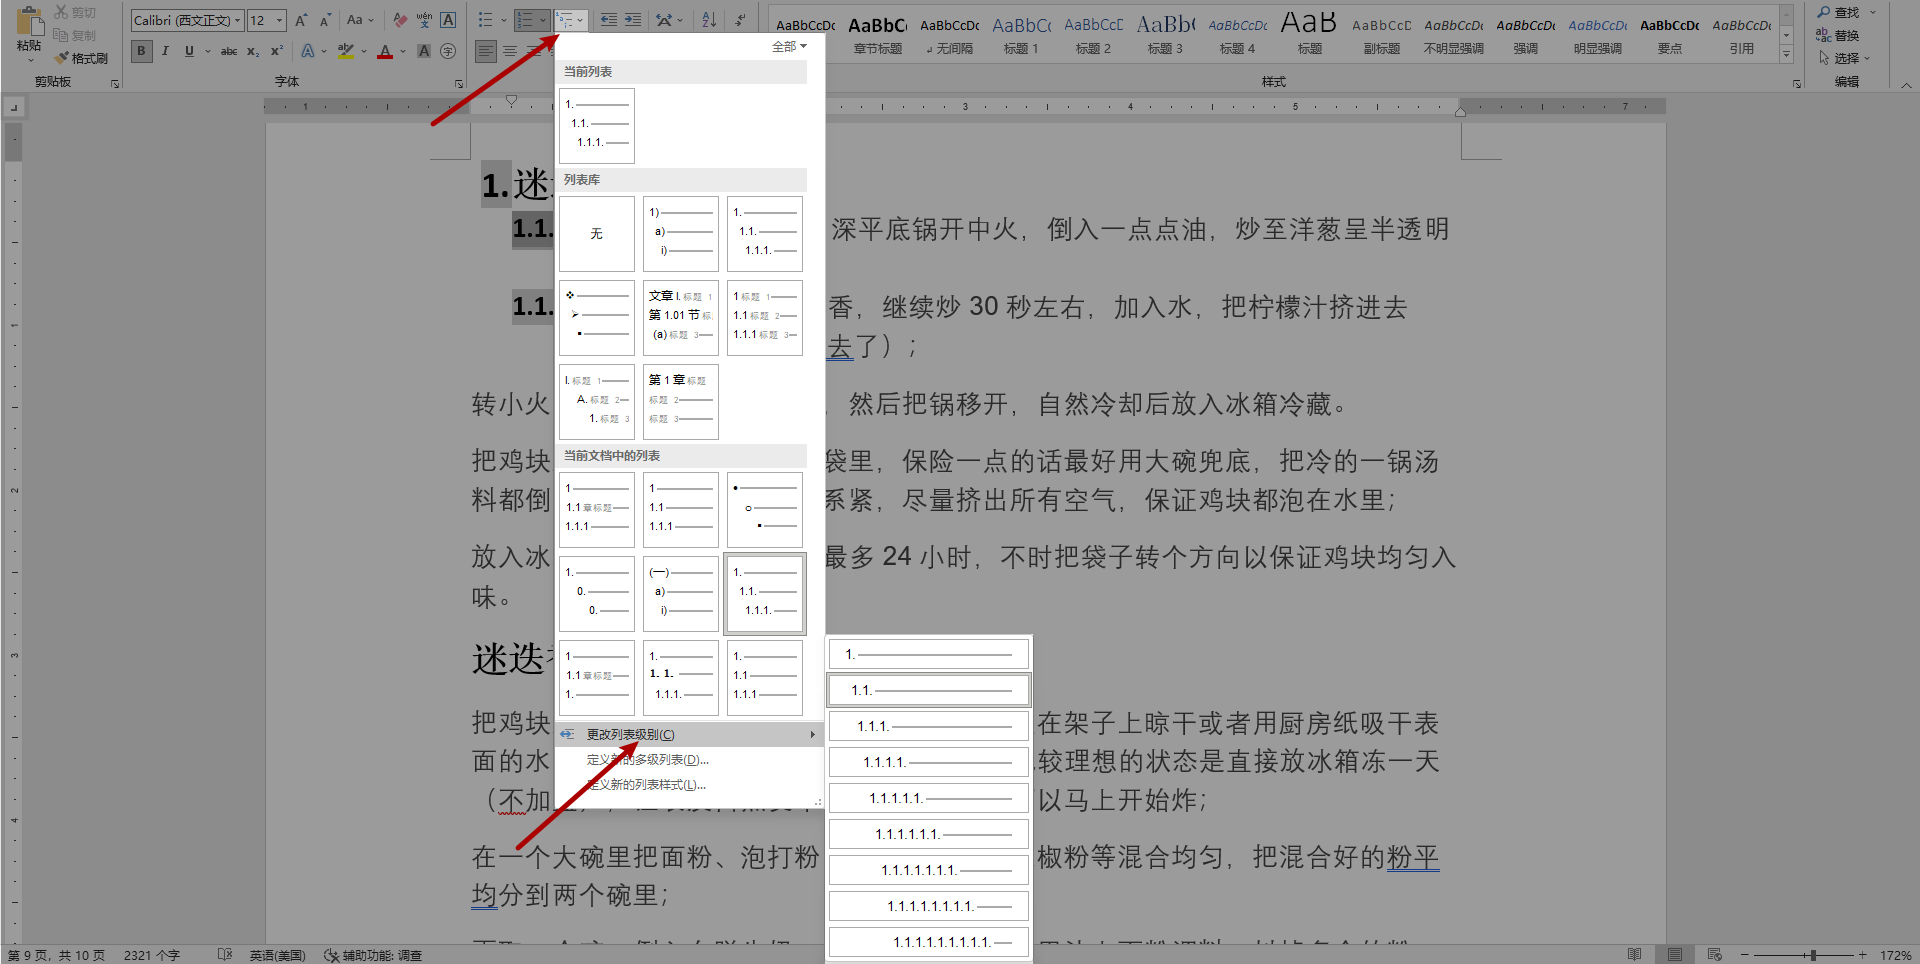 粘贴
剪切
复制
格式刷
剪贴板
Calibri (西文正文)
12
A A Aa A wén 文 A
B I U abc x₂ x² A aby A A 字
字体
AaBbCcDc AaBbCc AaBbCcDc AaBbCc AaBbCcD AaBb( AaBbCcDc AaB AaBbCcDc AaBbCcDc AaBbCcDc AaBbCcDc AaBbCcDc AaBbCcDc
章节标题 无间隔 标题 1 标题 2 标题 3 标题 4 标题 副标题 不明显强调 强调 明显强调 要点 引用
样式
查找
替换
选择
编辑
全部
当前列表
1.
1.1.
1.1.1.
列表库
无
1)
a)
i)
1.
1.1.
1.1.1.
文章 I. 标题 1
第 1.01 节 标
(a) 标题 3
1 标题 1
1.1 标题 2
1.1.1 标题 3
I. 标题 1
A. 标题 2
1. 标题 3
第 1 章 标题
标题 2
标题 3
当前文档中的列表
1
1.1 章标题
1.1.1
1
1.1
1.1.1
1.
0.
0.
(一)
a)
i)
1.
1.1.
1.1.1.
1
1.1 章标题
1.
1.
1. 1.
1.1.1.
1.
1.1
1.1.1
更改列表级别(C)
定义新的多级列表(D)...
定义新的列表样式(L)...
1.
1.1.
1.1.1.
1.1.1.1.
1.1.1.1.1.
1.1.1.1.1.1.
1.1.1.1.1.1.1.
1.1.1.1.1.1.1.1.
1.1.1.1.1.1.1.1.1.
1 3 4 5 7
1 2 3 4
1. 迷
1.1. 深平底锅开中火，倒入一点点油，炒至洋葱呈半透明
1.1. 香，继续炒 30 秒左右，加入水，把柠檬汁挤进去
去了）；
转小火 ，然后把锅移开，自然冷却后放入冰箱冷藏。
把鸡块 袋里，保险一点的话最好用大碗兜底，把冷的一锅汤
料都倒 系紧，尽量挤出所有空气，保证鸡块都泡在水里；
放入冰 最多 24 小时，不时把袋子转个方向以保证鸡块均匀入
味。
迷迭
把鸡块 在架子上晾干或者用厨房纸吸干表
面的水 较理想的状态是直接放冰箱冻一天
（不加 以马上开始炸；
在一个大碗里把面粉、泡打粉 椒粉等混合均匀，把混合好的粉平
均分到两个碗里；
第 9 页，共 10 页 2321 个字 英语(美国) 辅助功能: 调查
172%